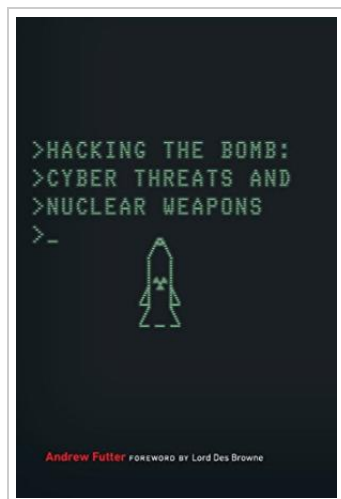 >HACKING THE BOMB:
>CYBER THREATS AND
>NUCLEAR WEAPONS
>_
Andrew Futter FOREWORD BY Lord Des Browne